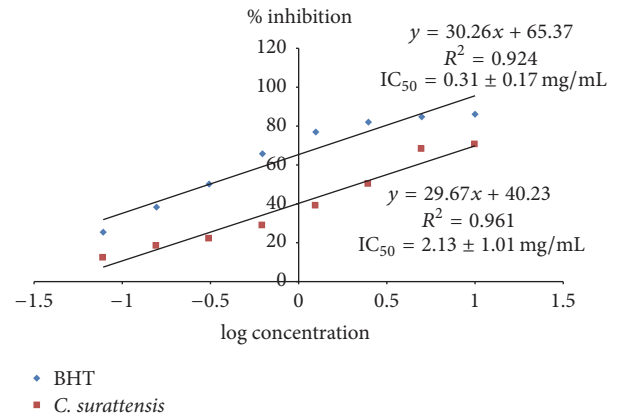 % inhibition
y = 30.26x + 65.37
R² = 0.924
IC₅₀ = 0.31 ± 0.17 mg/mL
120
100
80
60
40
20
0
y = 29.67x + 40.23
R² = 0.961
IC₅₀ = 2.13 ± 1.01 mg/mL
−1.5 −1 −0.5 0 0.5 1 1.5
log concentration
BHT
C. surattensis